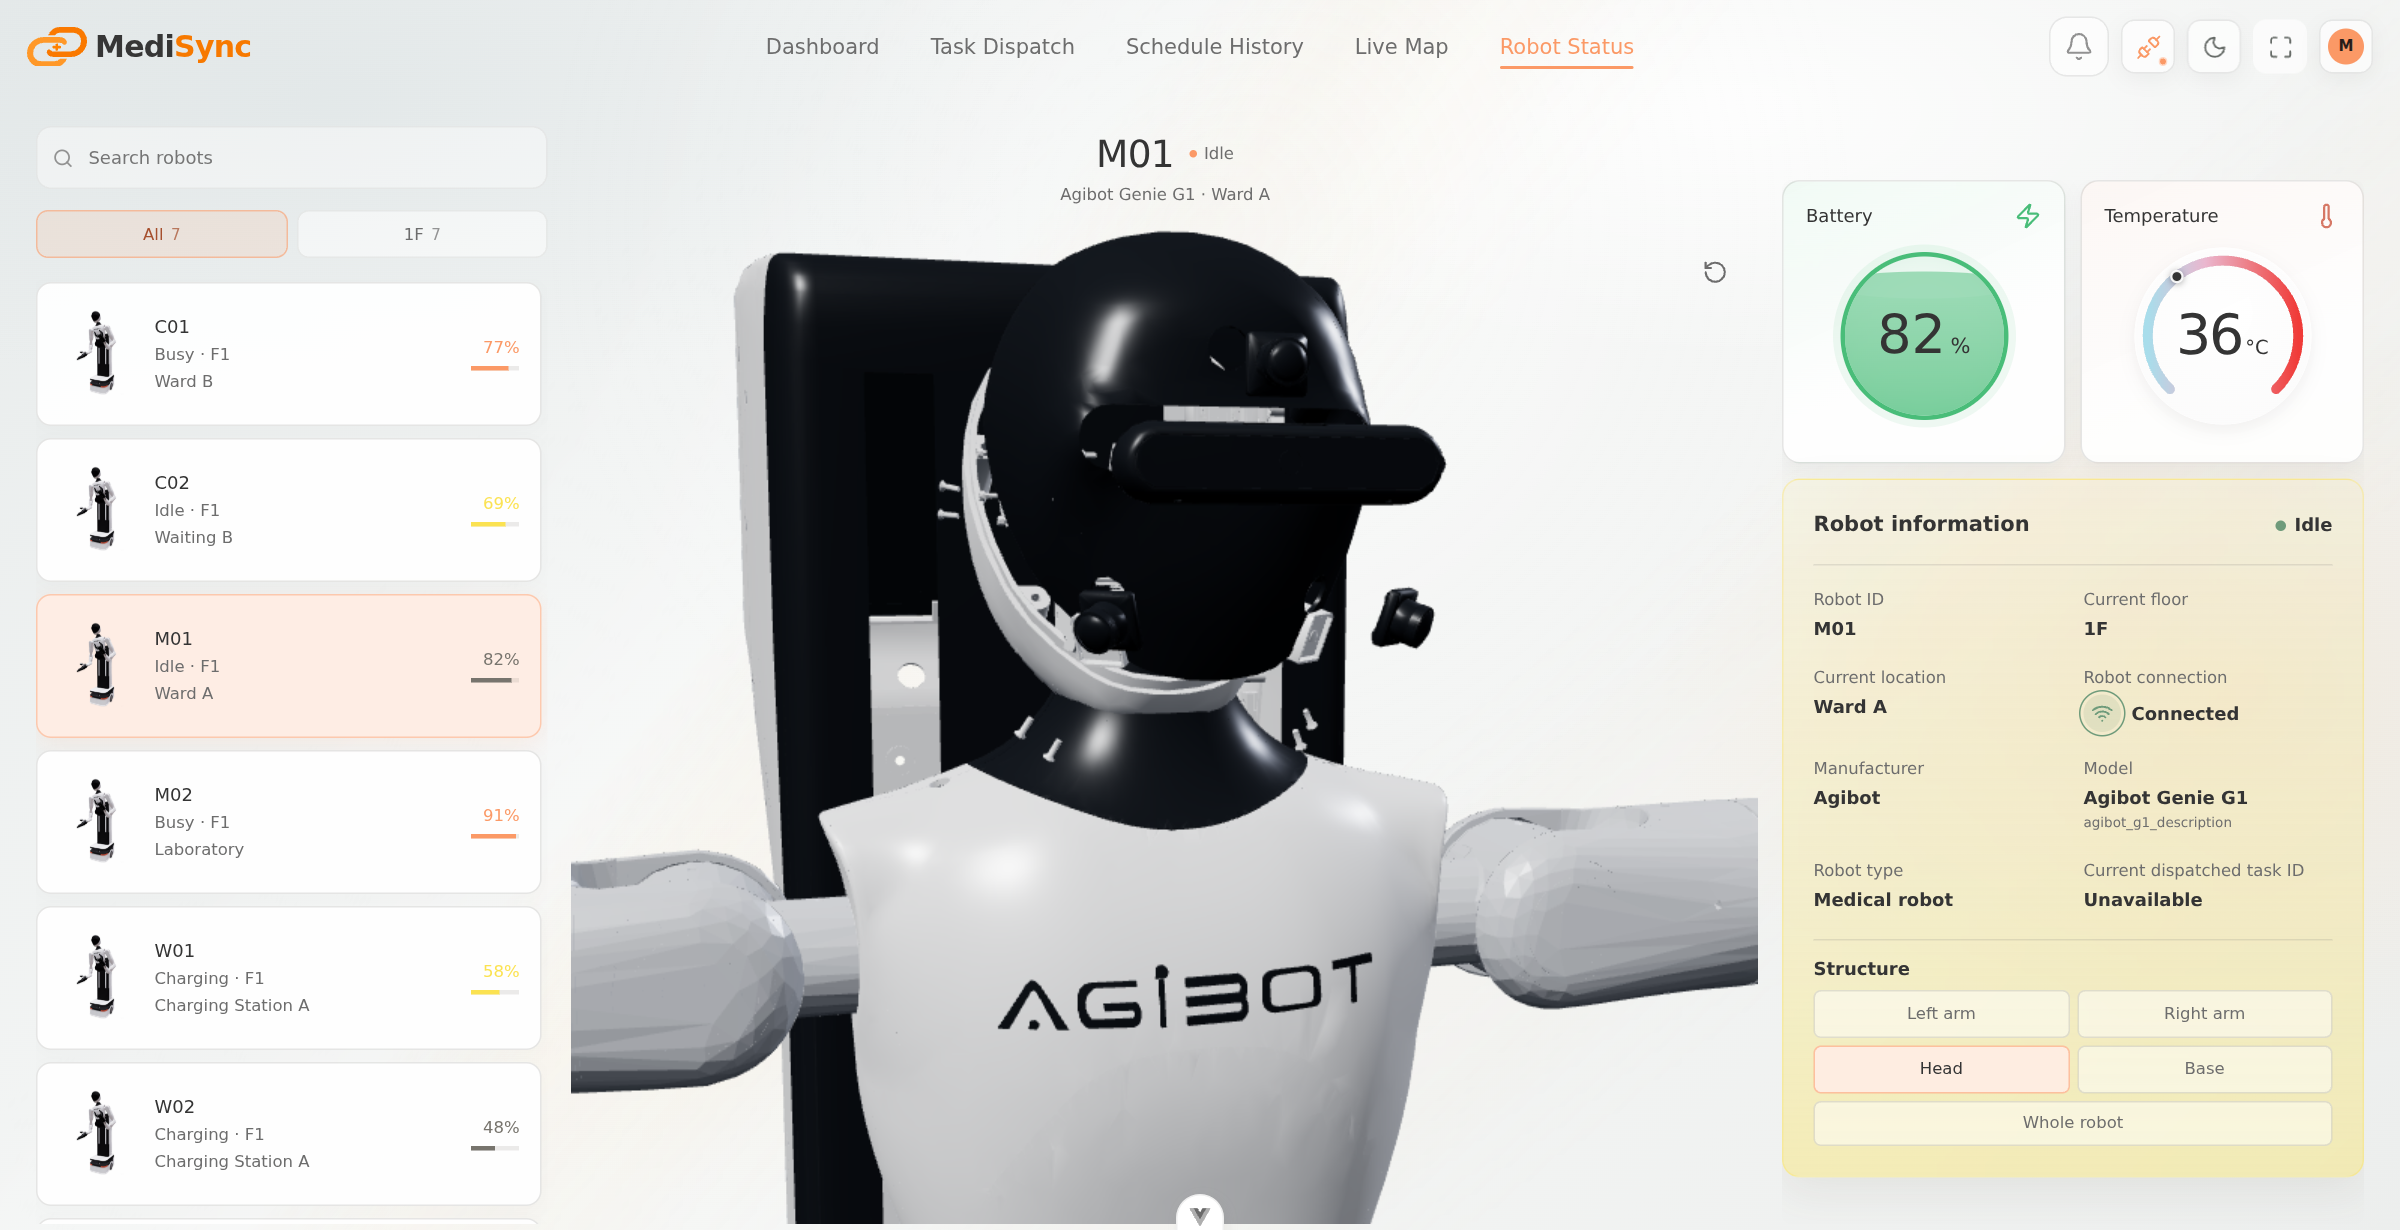 MediSync
Dashboard
Task Dispatch
Schedule History
Live Map
Robot Status
M
Search robots
All 7
1F 7
C01
Busy · F1
Ward B
77%
C02
Idle · F1
Waiting B
69%
M01
Idle · F1
Ward A
82%
M02
Busy · F1
Laboratory
91%
W01
Charging · F1
Charging Station A
58%
W02
Charging · F1
Charging Station A
48%
M01 Idle
Agibot Genie G1 · Ward A
AGIBOT
Battery
82 %
Temperature
36 °C
Robot information
Idle
Robot ID
M01
Current floor
1F
Current location
Ward A
Robot connection
Connected
Manufacturer
Agibot
Model
Agibot Genie G1
agibot_g1_description
Robot type
Medical robot
Current dispatched task ID
Unavailable
Structure
Left arm
Right arm
Head
Base
Whole robot